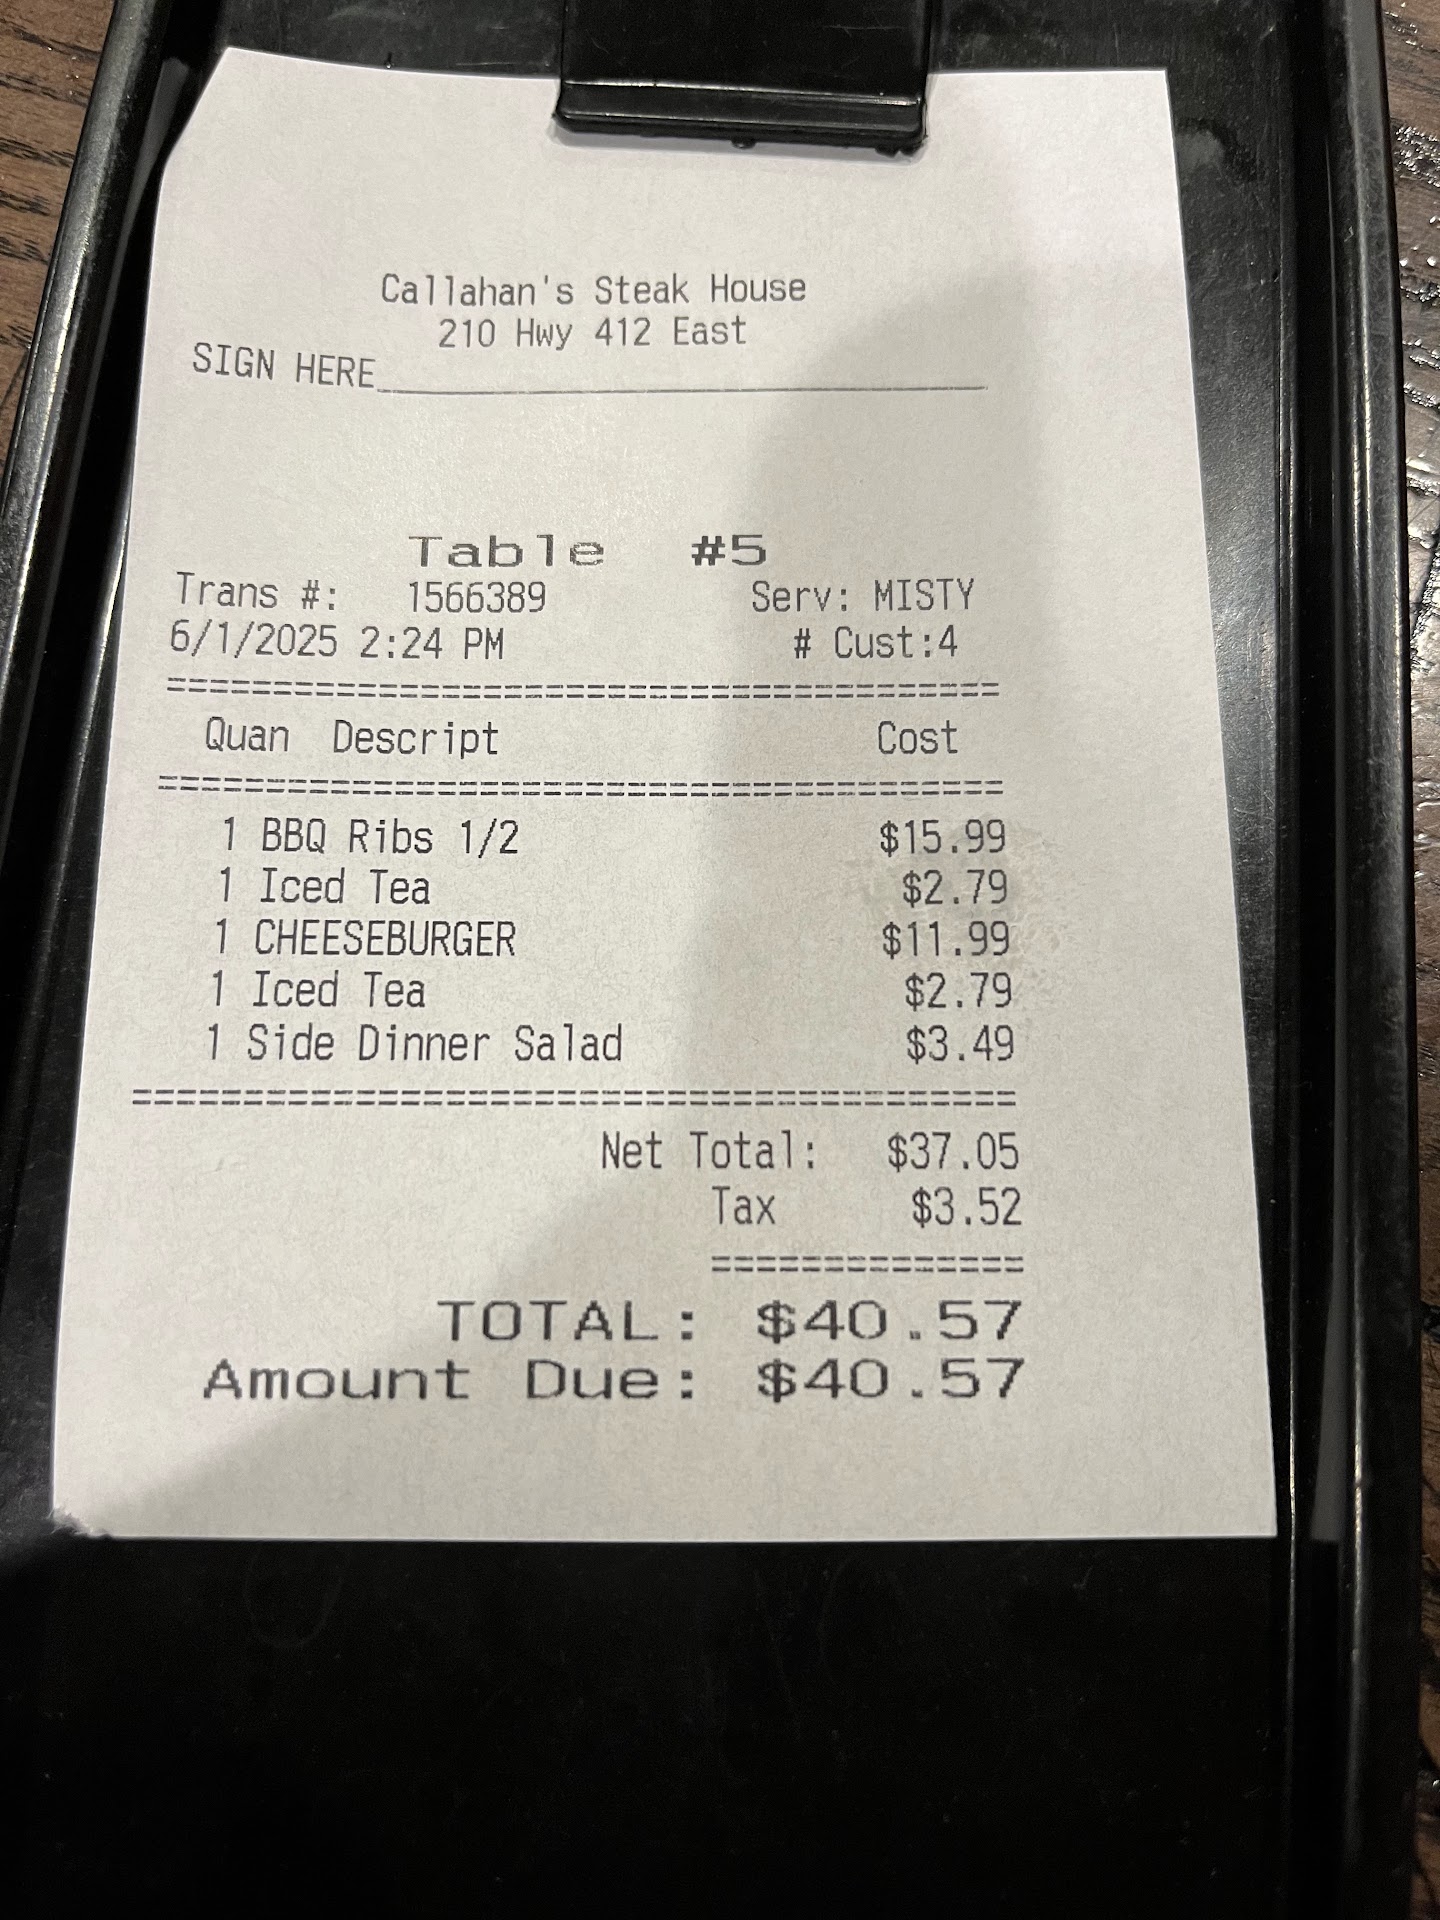 Callahan's Steak House
210 Hwy 412 East
SIGN HERE______________________________
Table #5
Trans #: 1566389 Serv: MISTY
6/1/2025 2:24 PM # Cust:4
========================================
Quan Descript Cost
========================================
1 BBQ Ribs 1/2 $15.99
1 Iced Tea $2.79
1 CHEESEBURGER $11.99
1 Iced Tea $2.79
1 Side Dinner Salad $3.49
========================================
Net Total: $37.05
Tax $3.52
==============
TOTAL: $40.57
Amount Due: $40.57